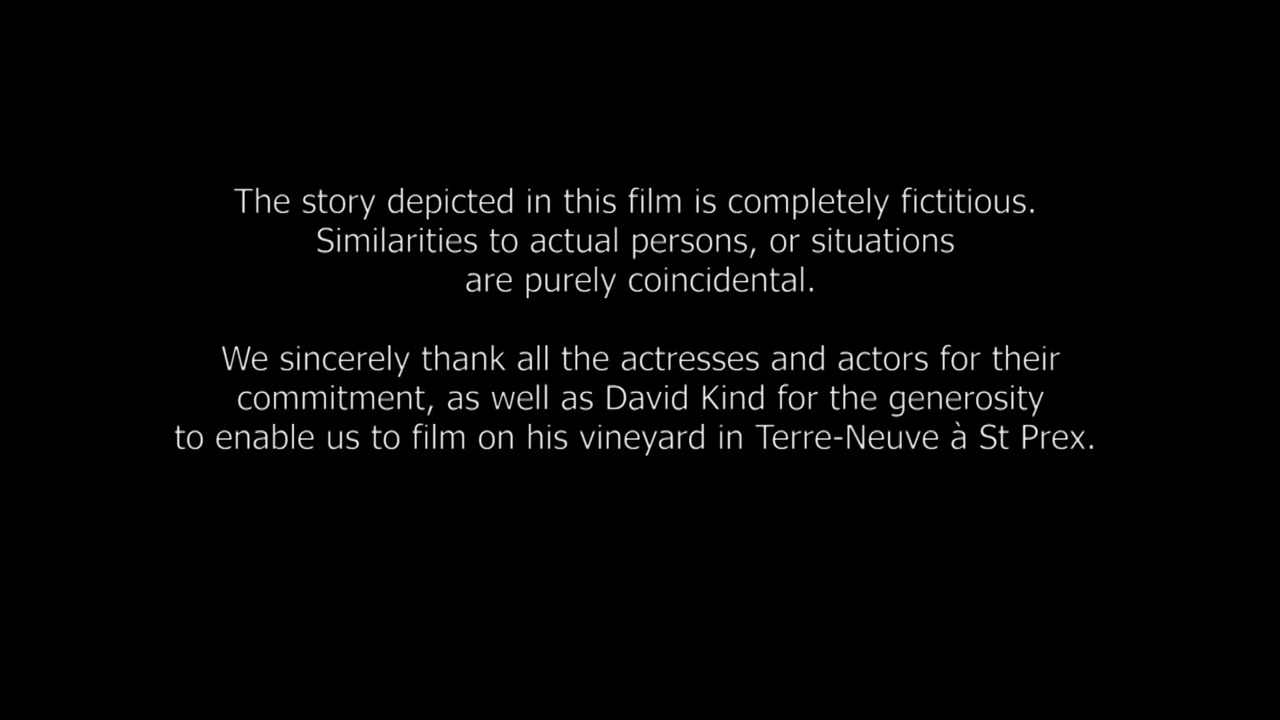 The story depicted in this film is completely fictitious.
Similarities to actual persons, or situations
are purely coincidental.
We sincerely thank all the actresses and actors for their
commitment, as well as David Kind for the generosity
to enable us to film on his vineyard in Terre-Neuve à St Prex.